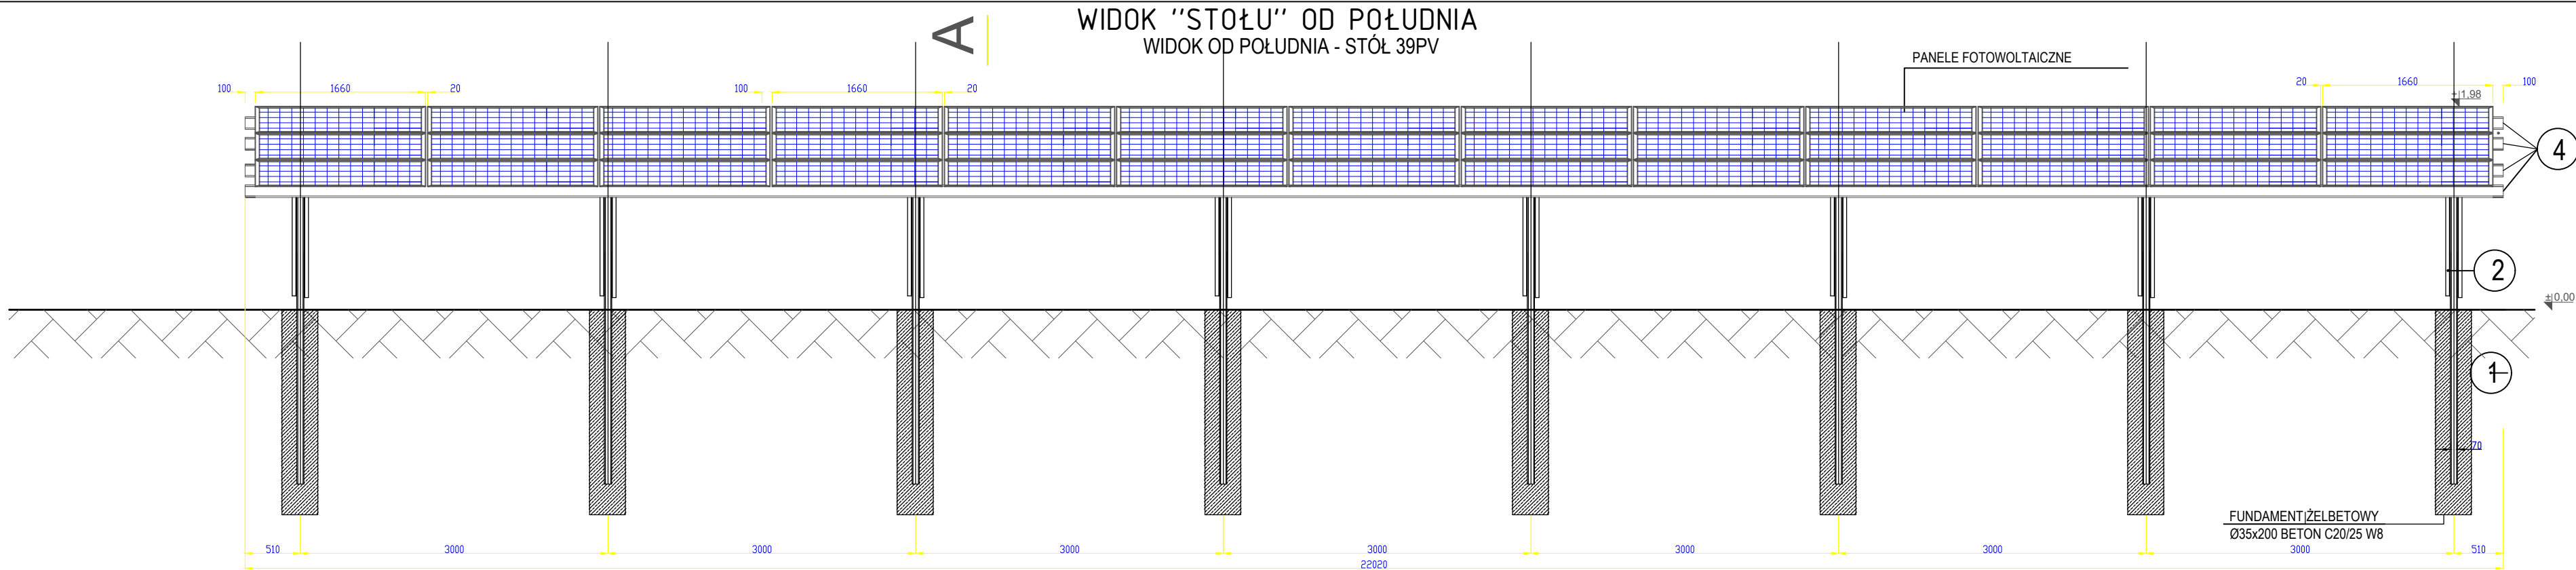 WIDOK "STOŁU" OD POŁUDNIA
A
WIDOK OD POŁUDNIA - STÓŁ 39PV
PANELE FOTOWOLTAICZNE
100 1660 20 100 1660 20 20 1660 100
±|1,98
4
2
±|0,00
1
70
FUNDAMENT|ŻELBETOWY
Ø35x200 BETON C20/25 W8
510 3000 3000 3000 3000 3000 3000 3000 510
22020